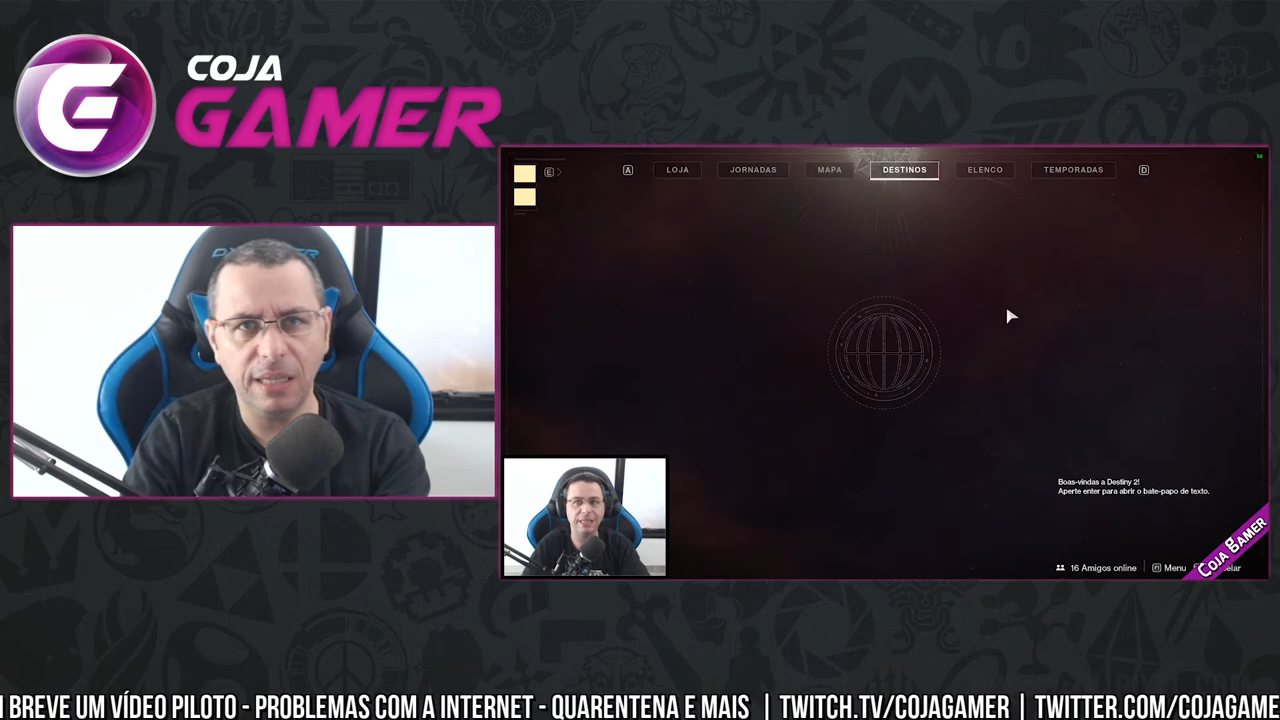 COJA
GAMER
E
A
LOJA
JORNADAS
MAPA
DESTINOS
ELENCO
TEMPORADAS
D
Boas-vindas a Destiny 2!
Aperte enter para abrir o bate-papo de texto.
16 Amigos online
F1 Menu
elar
COJA GAMER
BREVE UM VÍDEO PILOTO - PROBLEMAS COM A INTERNET - QUARENTENA E MAIS | TWITCH.TV/COJAGAMER | TWITTER.COM/COJAGAME